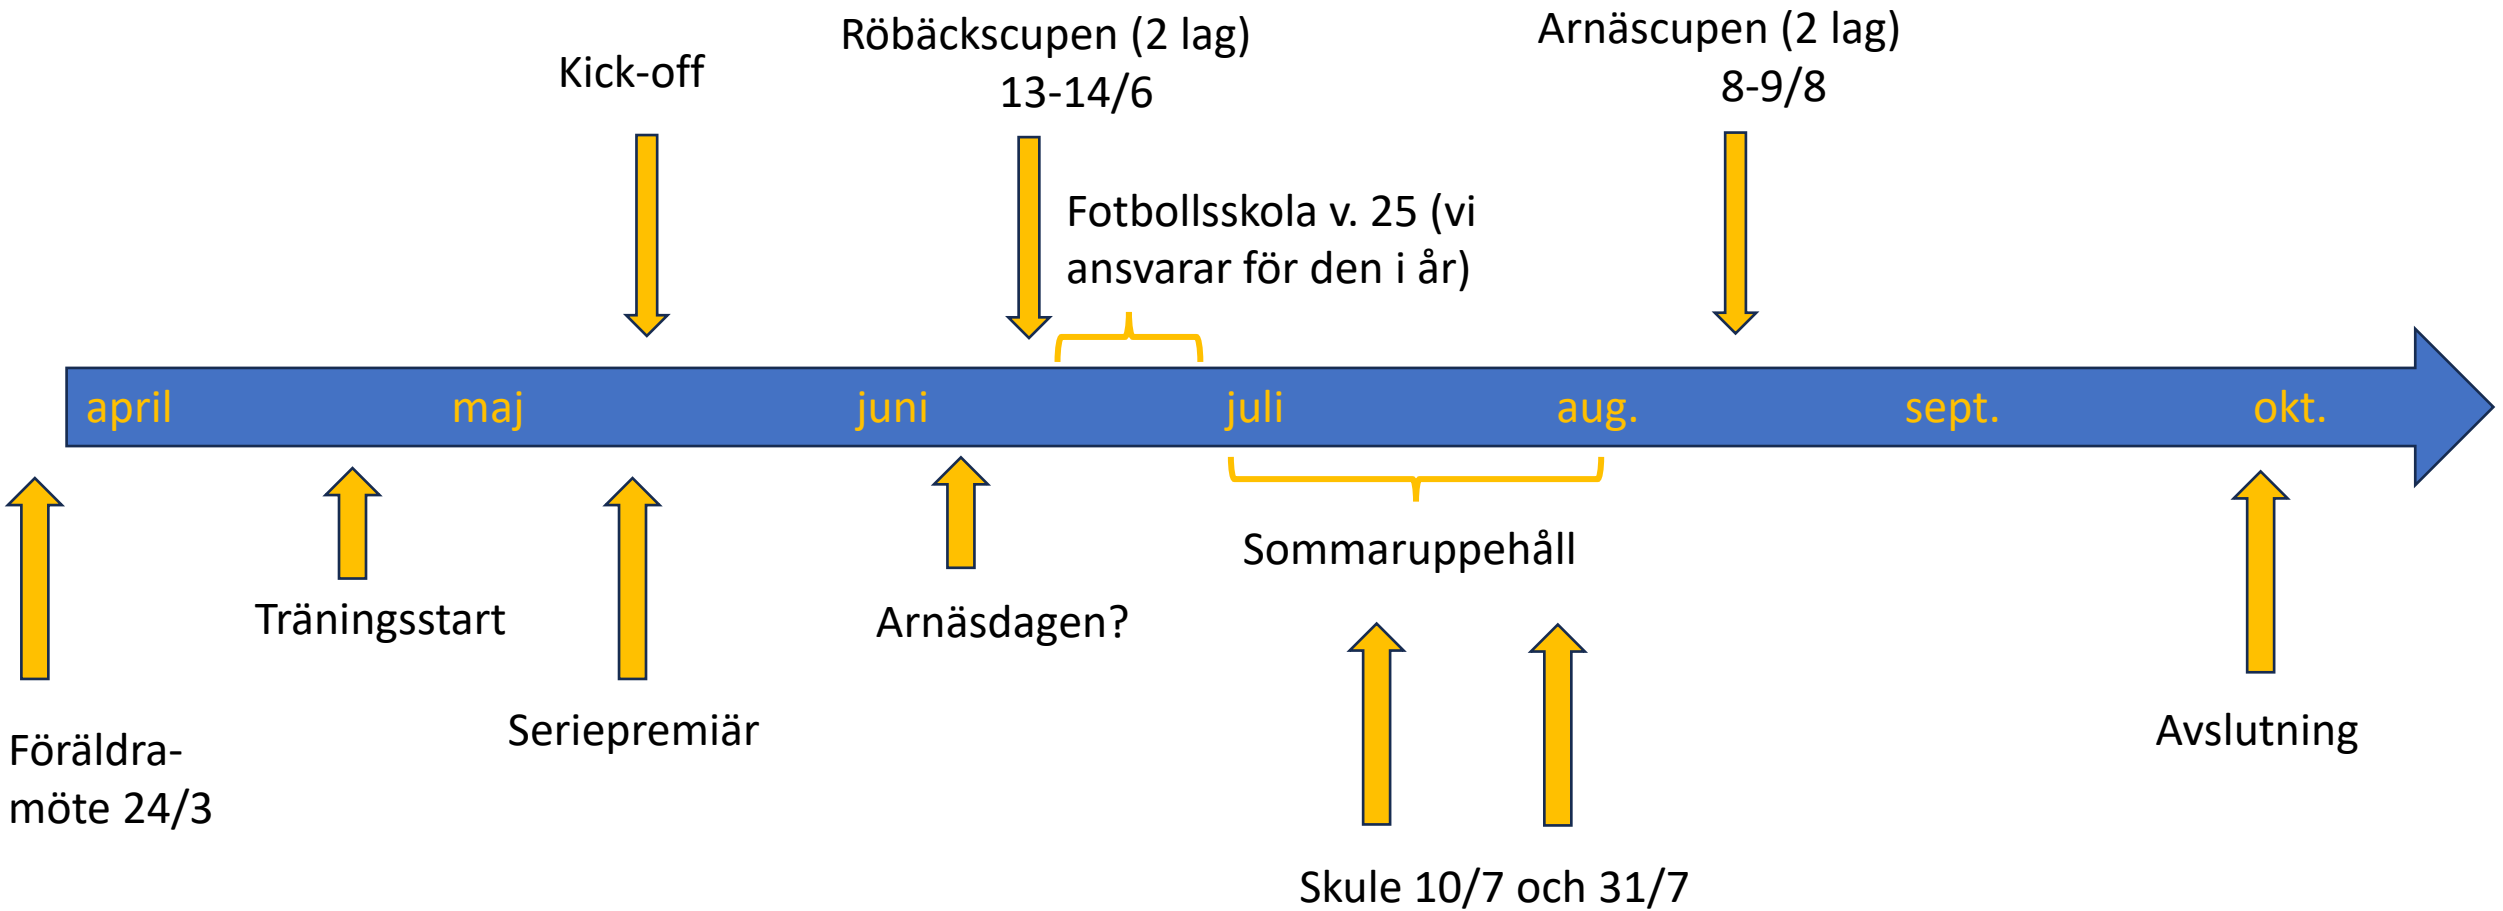 Röbäckscupen (2 lag)
13-14/6
Arnäscupen (2 lag)
8-9/8
Kick-off
Fotbollsskola v. 25 (vi
ansvarar för den i år)
april maj juni juli aug. sept. okt.
Sommaruppehåll
Träningsstart
Arnäsdagen?
Seriepremiär
Avslutning
Föräldra-
möte 24/3
Skule 10/7 och 31/7